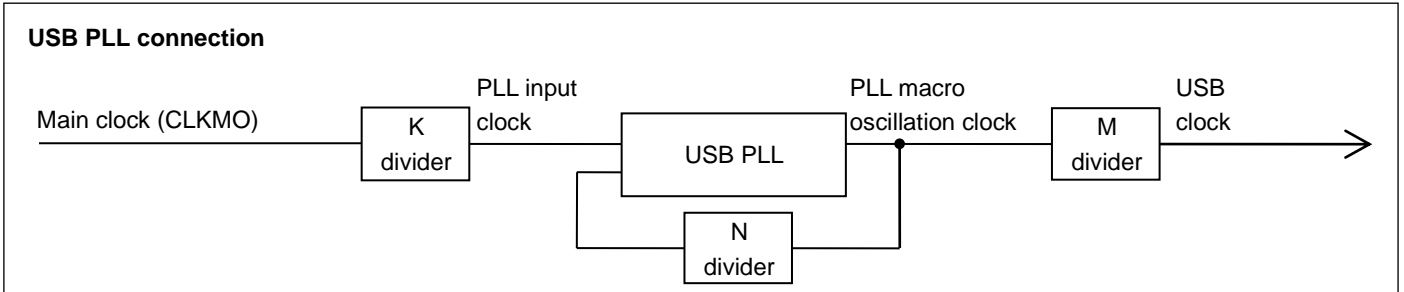 USB PLL connection
PLL input
clock
PLL macro
oscillation clock
USB
clock
Main clock (CLKMO)
K
divider
USB PLL
M
divider
N
divider